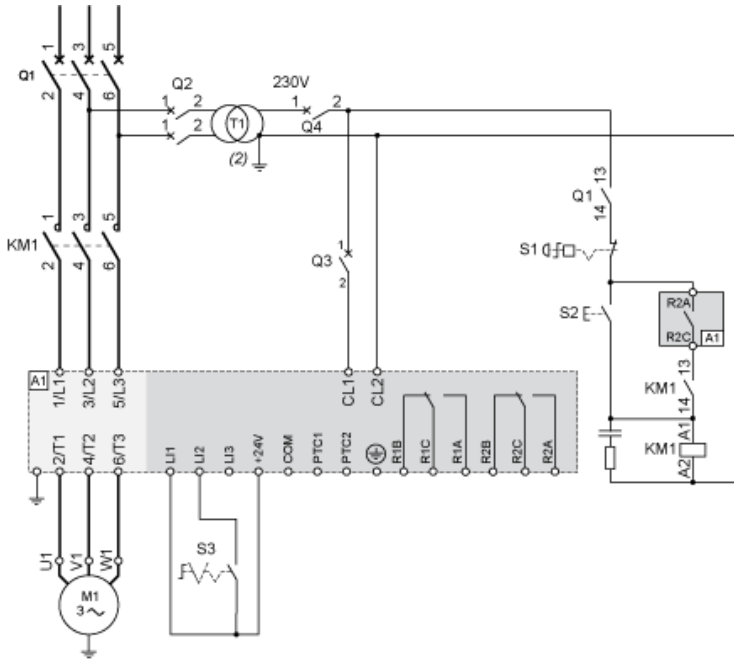 1 3 5
Q1
2 4 6
Q2
1 2
1 2
T1
(2)
230V
1 2
Q4
1 3 5
KM1
2 4 6
Q3
1
2
13
Q1
14
S1
S2
R2A
R2C
A1
13
KM1
14
A1
KM1
A2
A1
1/L1 3/L2 5/L3
CL1 CL2
2/T1 4/T2 6/T3
LI1 LI2 LI3 +24V COM PTC1 PTC2 R1B R1C R1A R2B R2C R2A
S3
U1 V1 W1
M1
3 ~